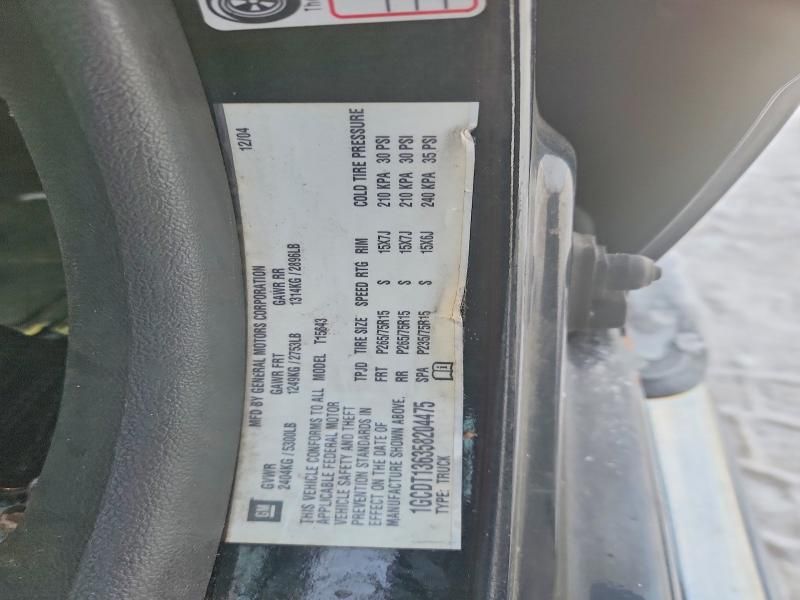 Th
12/04
MFD BY GENERAL MOTORS CORPORATION
GM GVWR GAWR FRT GAWR RR
2404KG / 5300LB 1249KG / 2753LB 1314KG / 2896LB
THIS VEHICLE CONFORMS TO ALL
APPLICABLE FEDERAL MOTOR
VEHICLE SAFETY AND THEFT
PREVENTION STANDARDS IN
EFFECT ON THE DATE OF
MANUFACTURE SHOWN ABOVE.
1GCDT136358204475
TYPE: TRUCK
MODEL T15643
TPJD TIRE SIZE SPEED RTG RIM COLD TIRE PRESSURE
FRT P265/75R15 S 15X7J 210 KPA 30 PSI
RR P265/75R15 S 15X7J 210 KPA 30 PSI
SPA P235/75R15 S 15X6J 240 KPA 35 PSI